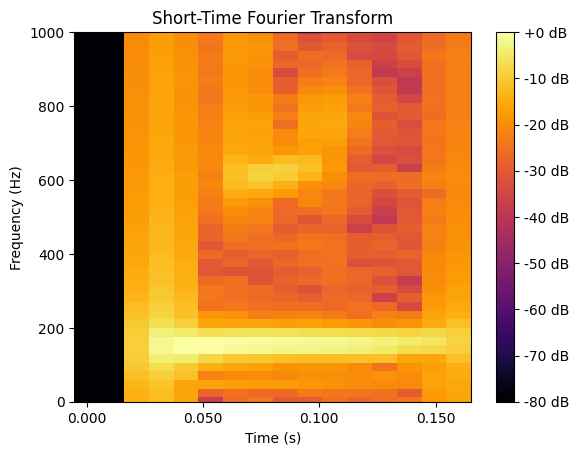 Short-Time Fourier Transform
1000
800
600
400
200
0
Frequency (Hz)
0.000
0.050
0.100
0.150
Time (s)
+0 dB
-10 dB
-20 dB
-30 dB
-40 dB
-50 dB
-60 dB
-70 dB
-80 dB